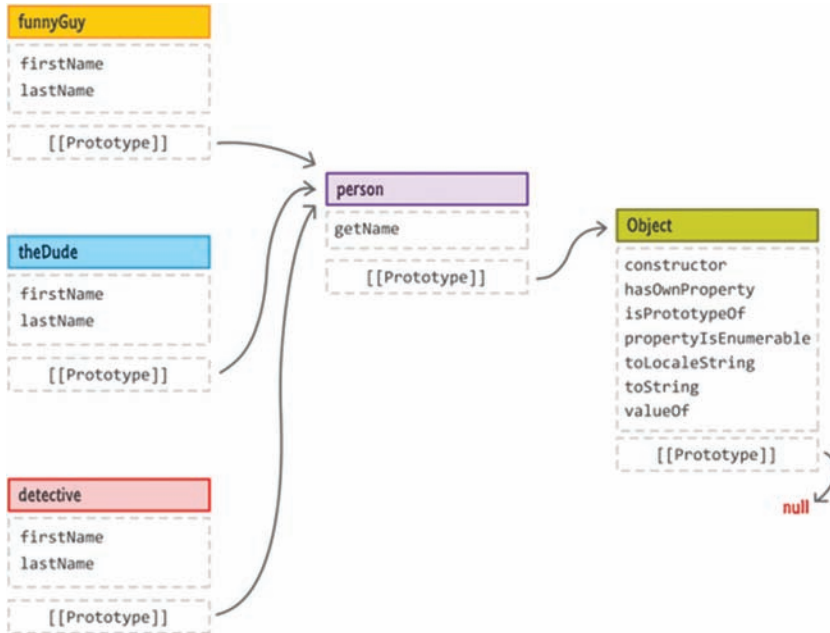 funnyGuy
firstName
lastName
[[Prototype]]
theDude
firstName
lastName
[[Prototype]]
detective
firstName
lastName
[[Prototype]]
person
getName
[[Prototype]]
Object
constructor
hasOwnProperty
isPrototypeOf
propertyIsEnumerable
toLocaleString
toString
valueOf
[[Prototype]]
null